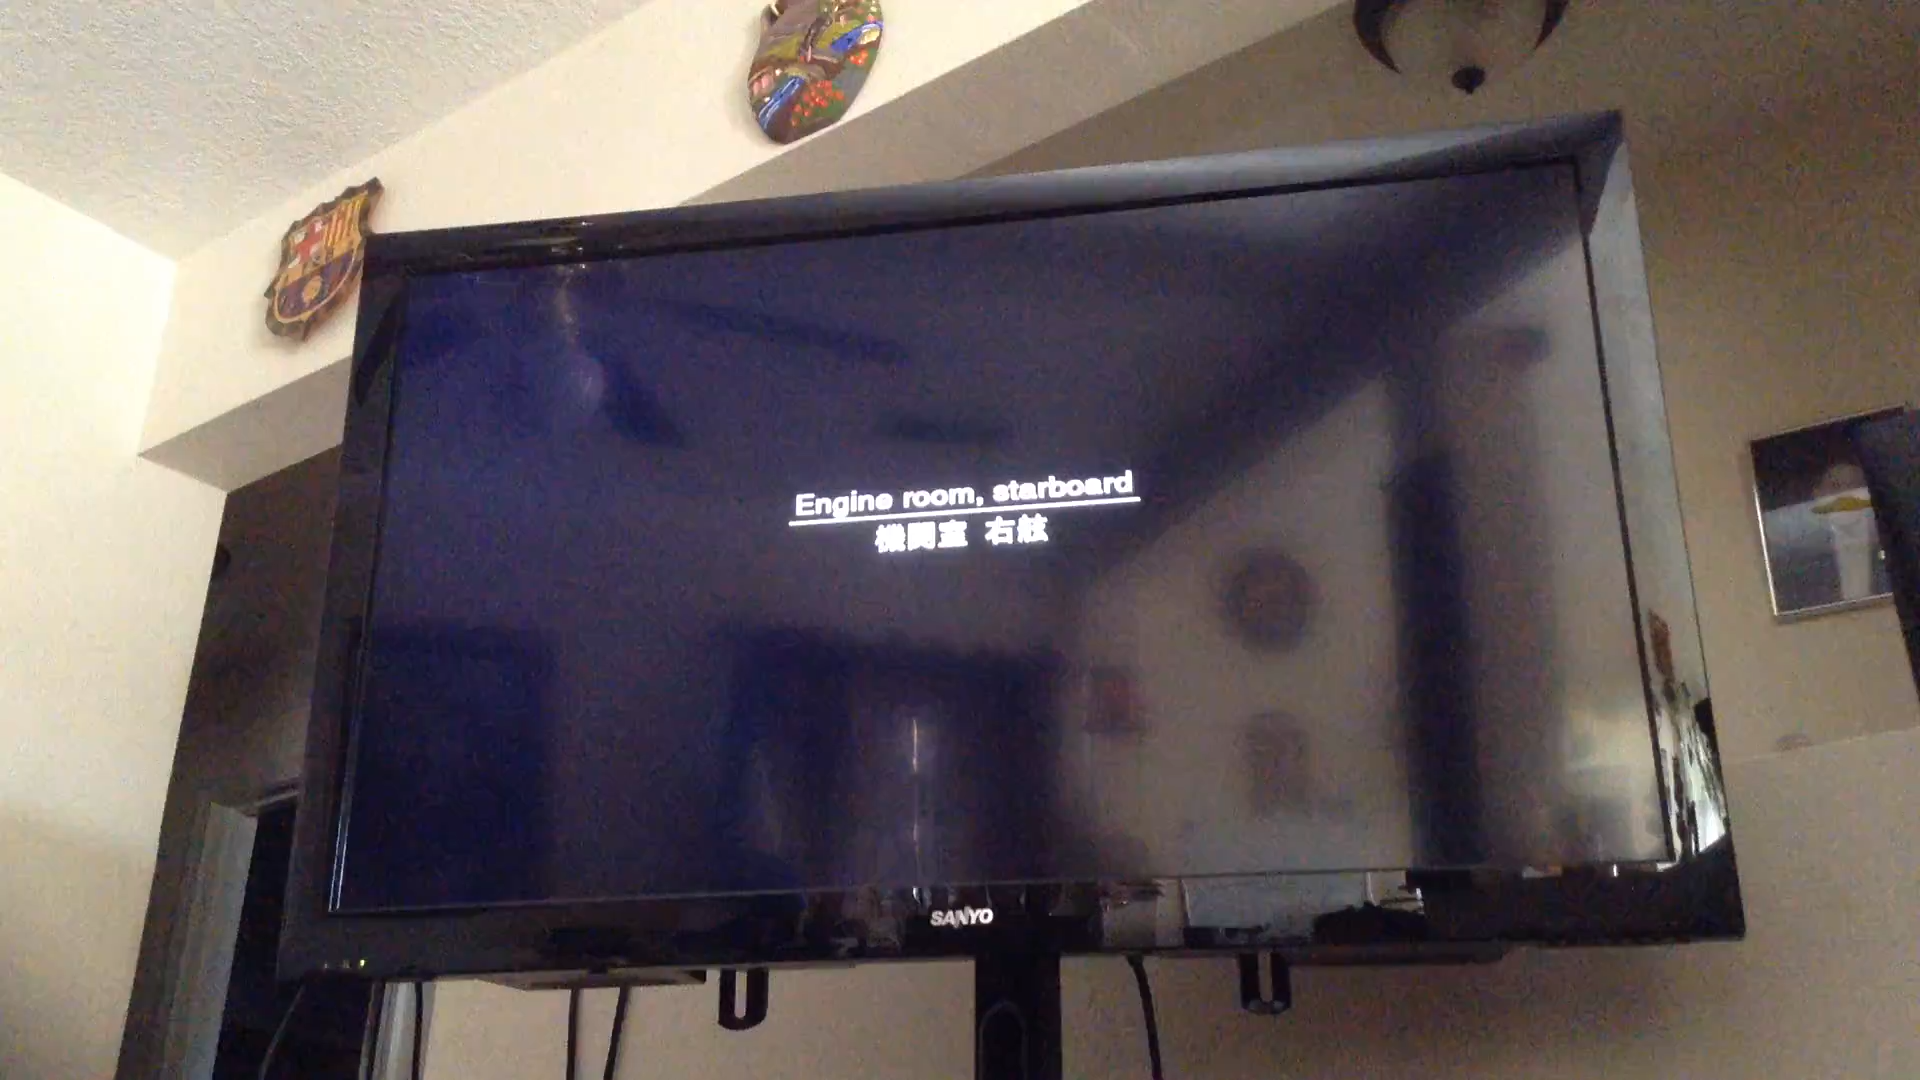 Engine room, starboard
機関室 右舷
SANYO